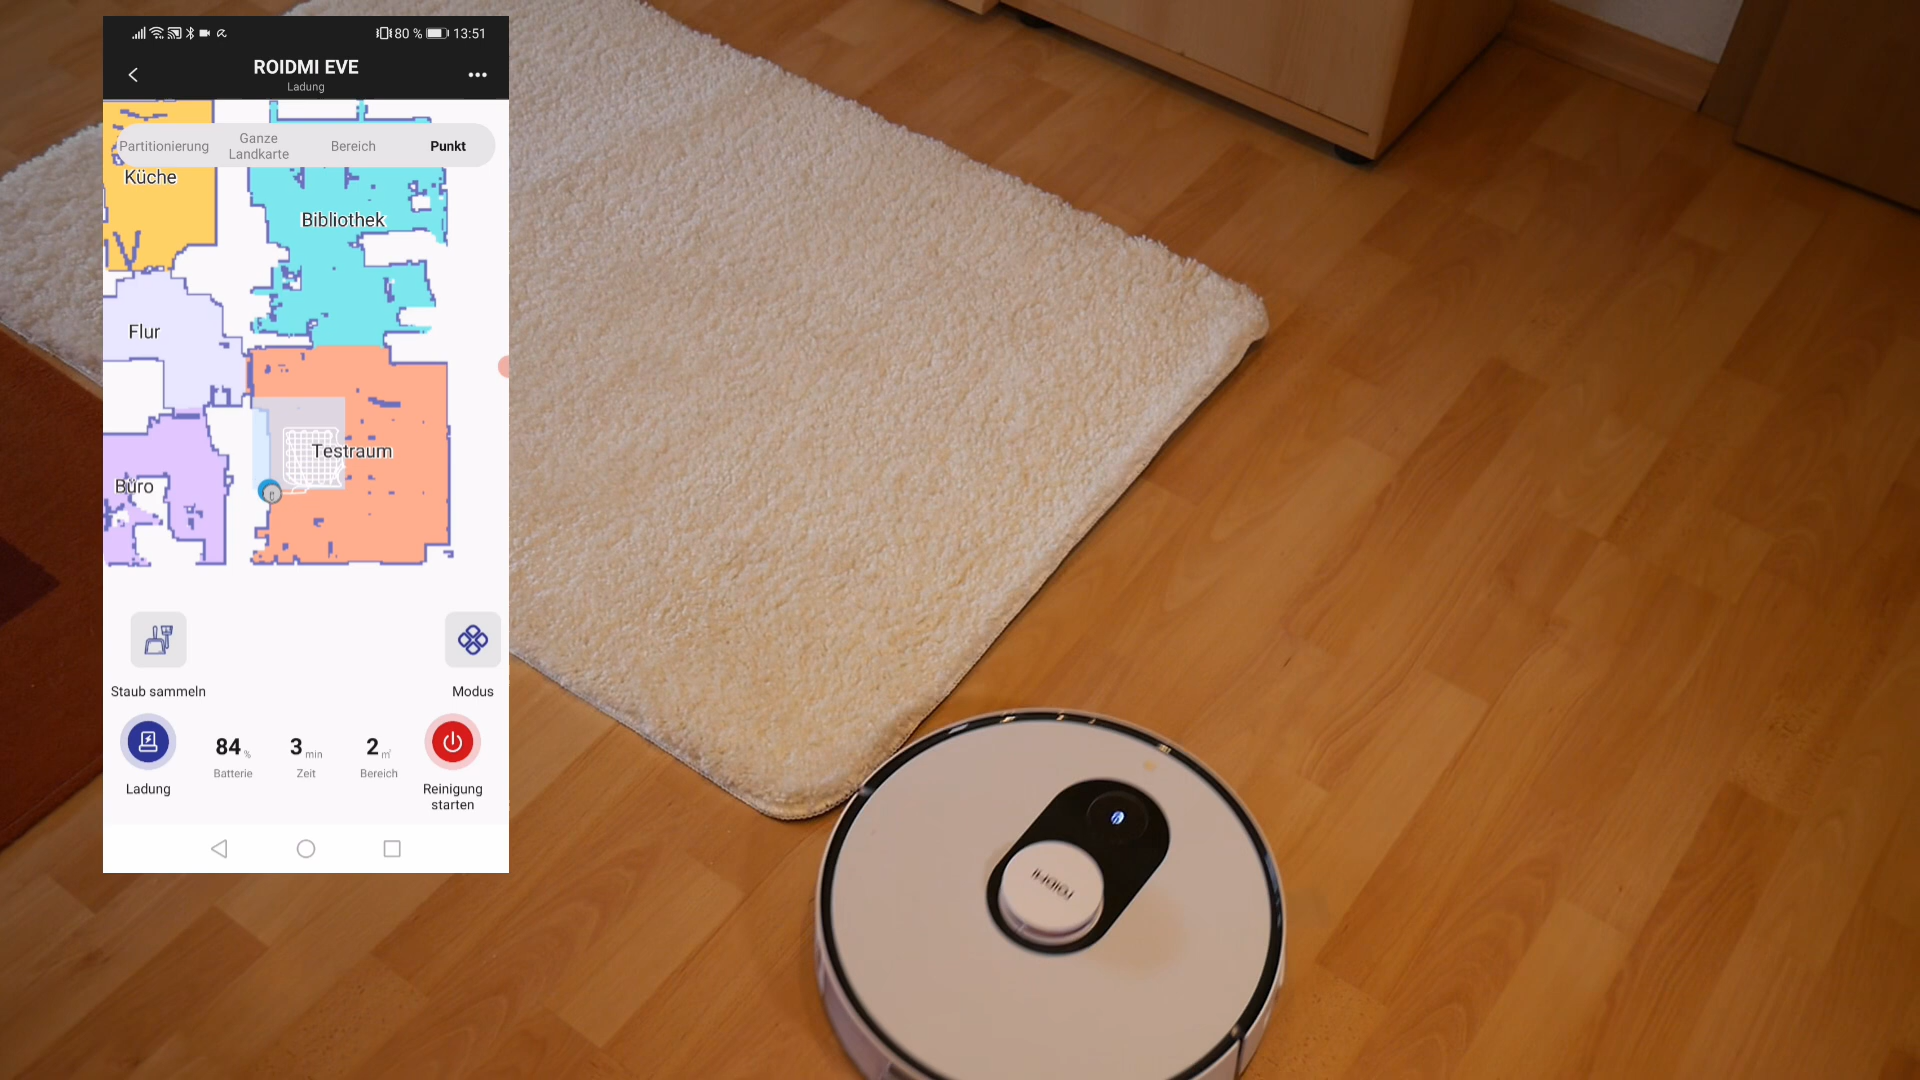 80 % 13:51
ROIDMI EVE
Ladung
Partitionierung
Ganze
Landkarte
Bereich
Punkt
Küche
Bibliothek
Flur
Testraum
Büro
Staub sammeln
Modus
84 %
3 min
2 ㎡
Batterie
Zeit
Bereich
Ladung
Reinigung
starten
ROIDMI